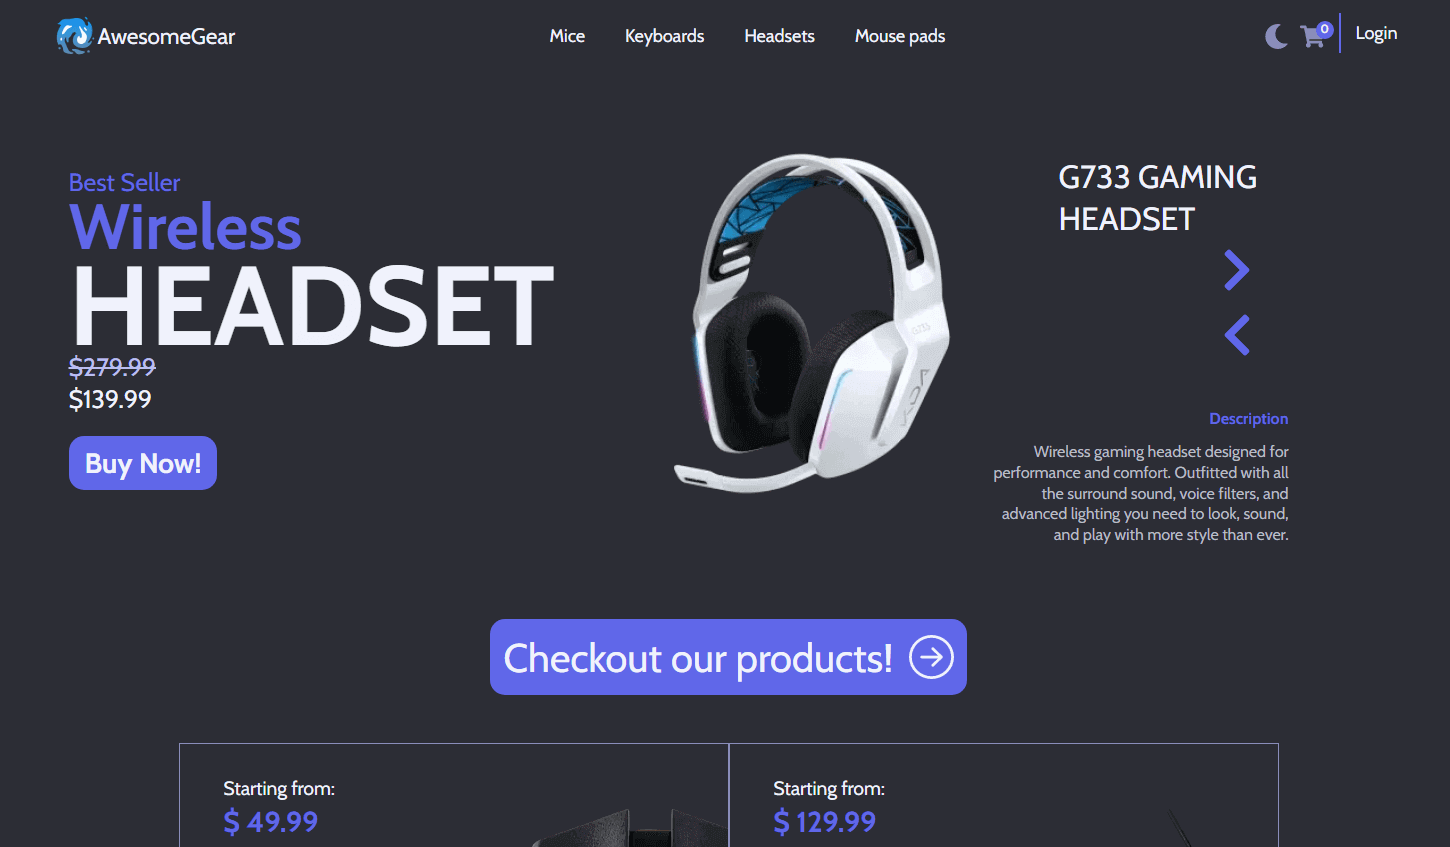 AwesomeGear
Mice
Keyboards
Headsets
Mouse pads
0
Login
Best Seller
Wireless
HEADSET
$279.99
$139.99
Buy Now!
G733
K/DA
G733 GAMING
HEADSET
Description
Wireless gaming headset designed for
performance and comfort. Outfitted with all
the surround sound, voice filters, and
advanced lighting you need to look, sound,
and play with more style than ever.
Checkout our products!
Starting from:
$ 49.99
Starting from:
$ 129.99